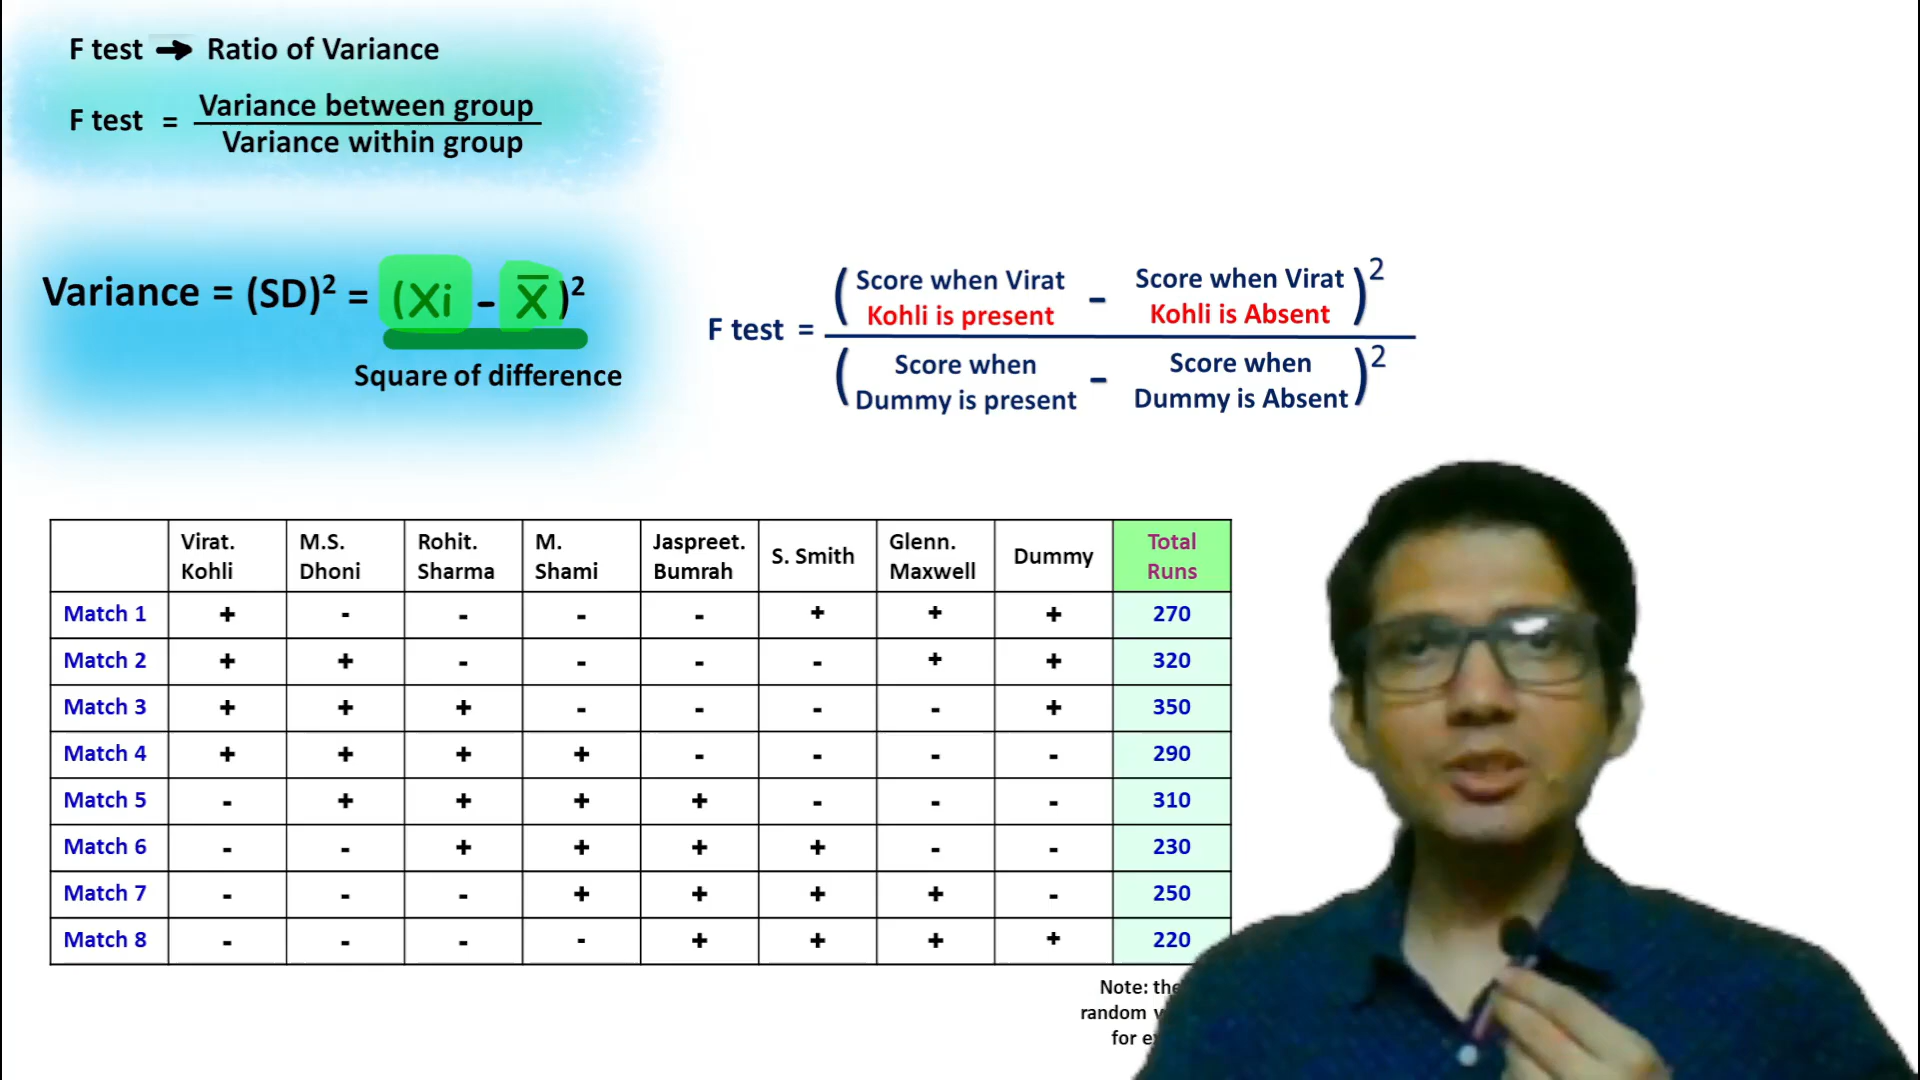 F test → Ratio of Variance
F test = Variance between group
Variance within group
Variance = (SD)² = (Xi - X̅)²
Square of difference
F test = (Score when Virat Kohli is present - Score when Virat Kohli is Absent)²
(Score when Dummy is present - Score when Dummy is Absent)²
Virat. Kohli M.S. Dhoni Rohit. Sharma M. Shami Jaspreet. Bumrah S. Smith Glenn. Maxwell Dummy Total Runs
Match 1 + - - - - + + + 270
Match 2 + + - - - - + + 320
Match 3 + + + - - - - + 350
Match 4 + + + + - - - - 290
Match 5 - + + + + - - - 310
Match 6 - - + + + + - - 230
Match 7 - - - + + + + - 250
Match 8 - - - - + + + + 220
Note:
random
for